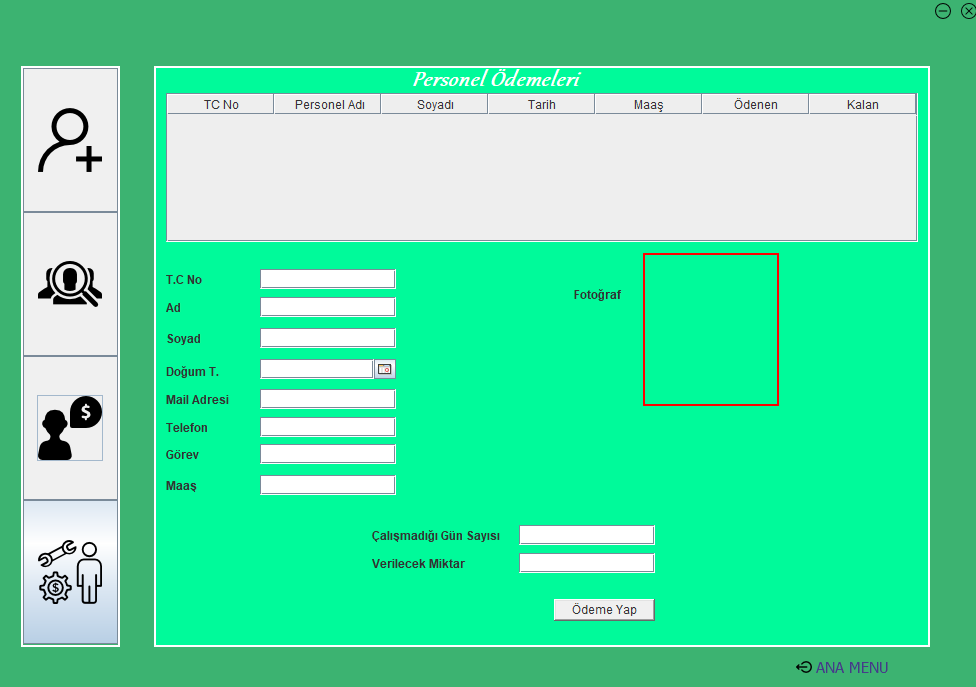 Personel Ödemeleri
TC No Personel Adı Soyadı Tarih Maaş Ödenen Kalan
T.C No
Fotoğraf
Ad
Soyad
Doğum T.
Mail Adresi
Telefon
Görev
Maaş
Çalışmadığı Gün Sayısı
Verilecek Miktar
Ödeme Yap
ANA MENU